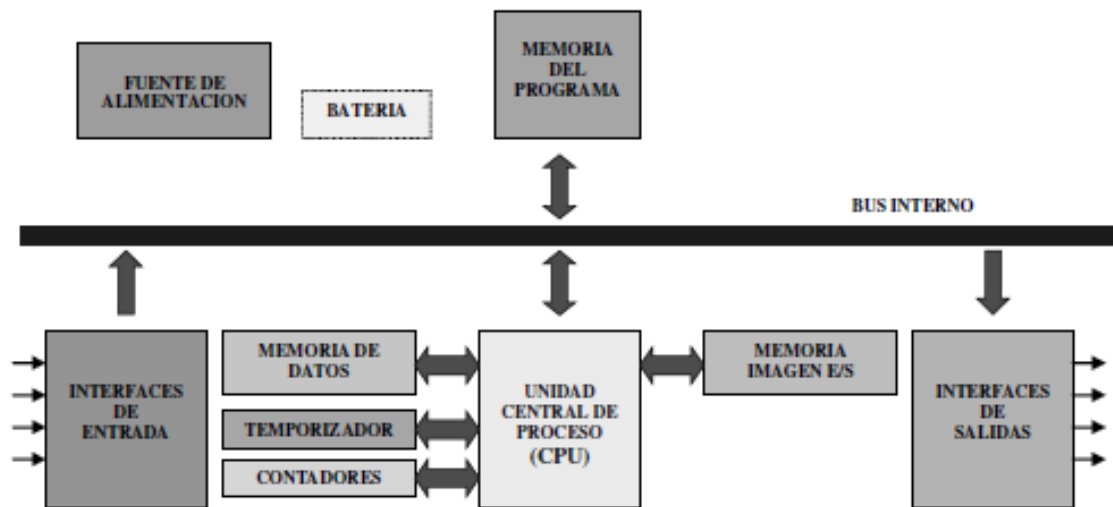 FUENTE DE
ALIMENTACION
BATERIA
MEMORIA
DEL
PROGRAMA
BUS INTERNO
INTERFACES
DE
ENTRADA
MEMORIA DE
DATOS
TEMPORIZADOR
CONTADORES
UNIDAD
CENTRAL DE
PROCESO
(CPU)
MEMORIA
IMAGEN E/S
INTERFACES
DE
SALIDAS